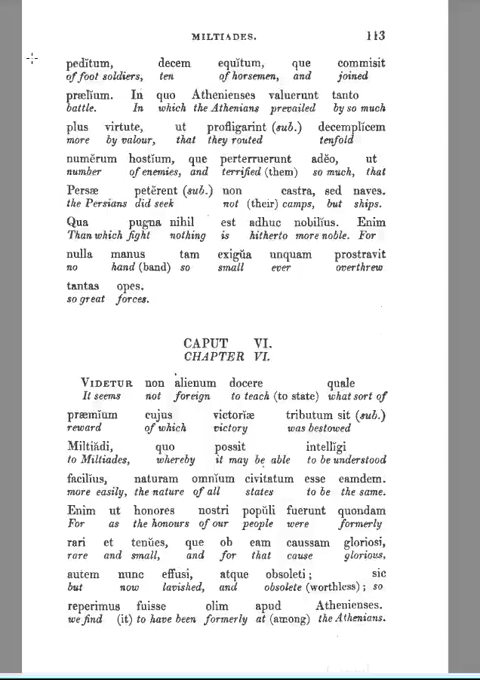 MILTIADES. 113
pedĭtum, decem equĭtum, que commisit
of foot soldiers, ten of horsemen, and joined
prælium. In quo Athenienses valuerunt tanto
battle. In which the Athenians prevailed by so much
plus virtute, ut profligarint (sub.) decemplĭcem
more by valour, that they routed tenfold
numĕrum hostĭum, que perterruerunt adĕo, ut
number of enemies, and terrified (them) so much, that
Persæ petĕrent (sub.) non castra, sed naves.
the Persians did seek not (their) camps, but ships.
Qua pugna nihil est adhuc nobilĭus. Enim
Than which fight nothing is hitherto more noble. For
nulla manus tam exigŭa unquam prostravit
no hand (band) so small ever overthrew
tantas opes.
so great forces.
CAPUT VI.
CHAPTER VI.
VIDETUR non alienum docere quale
It seems not foreign to teach (to state) what sort of
præmĭum cujus victorĭæ tributum sit (sub.)
reward of which victory was bestowed
Miltiădi, quo possit intellĭgi
to Miltiades, whereby it may be able to be understood
facilĭus, naturam omnĭum civitatum esse eamdem.
more easily, the nature of all states to be the same.
Enim ut honores nostri popŭli fuerunt quondam
For as the honours of our people were formerly
rari et tenŭes, que ob eam caussam gloriosi,
rare and small, and for that cause glorious,
autem nunc effusi, atque obsoleti; sic
but now lavished, and obsolete (worthless); so
reperimus fuisse olim apud Athenienses.
we find (it) to have been formerly at (among) the Athenians.